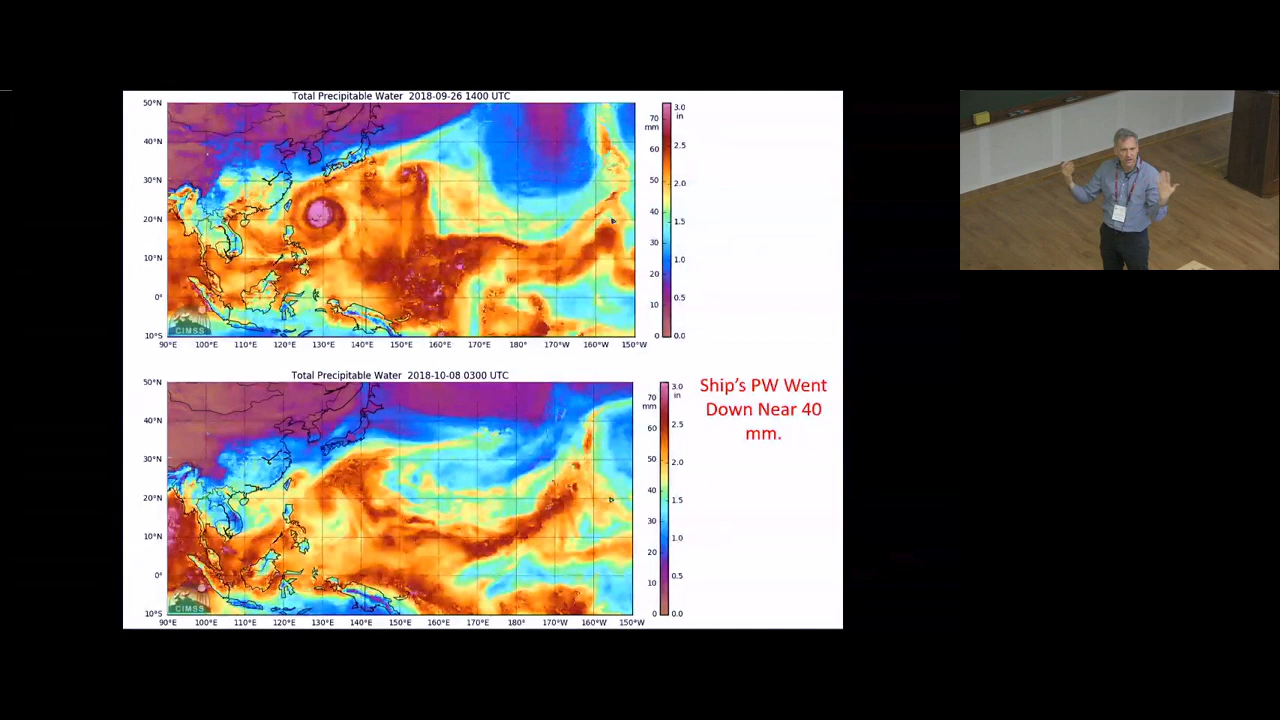 Total Precipitable Water 2018-09-26 1400 UTC
50°N
40°N
30°N
20°N
10°N
0°
10°S
90°E 100°E 110°E 120°E 130°E 140°E 150°E 160°E 170°E 180° 170°W 160°W 150°W
CIMSS
70
mm
60
50
40
30
20
10
0
3.0
in
2.5
2.0
1.5
1.0
0.5
0.0
Total Precipitable Water 2018-10-08 0300 UTC
50°N
40°N
30°N
20°N
10°N
0°
10°S
90°E 100°E 110°E 120°E 130°E 140°E 150°E 160°E 170°E 180° 170°W 160°W 150°W
CIMSS
70
mm
60
50
40
30
20
10
0
3.0
in
2.5
2.0
1.5
1.0
0.5
0.0
Ship's PW Went
Down Near 40
mm.